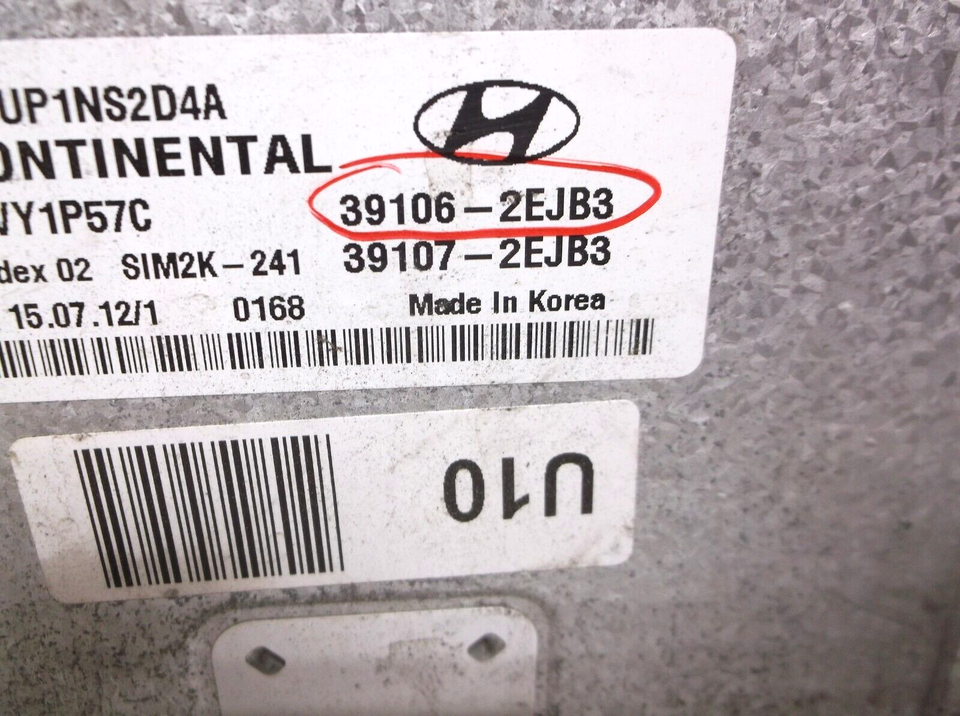 UP1NS2D4A
ONTINENTAL
VY1P57C
39106-2EJB3
39107-2EJB3
dex 02 SIM2K-241
15.07.12/1 0168 Made In Korea
U10